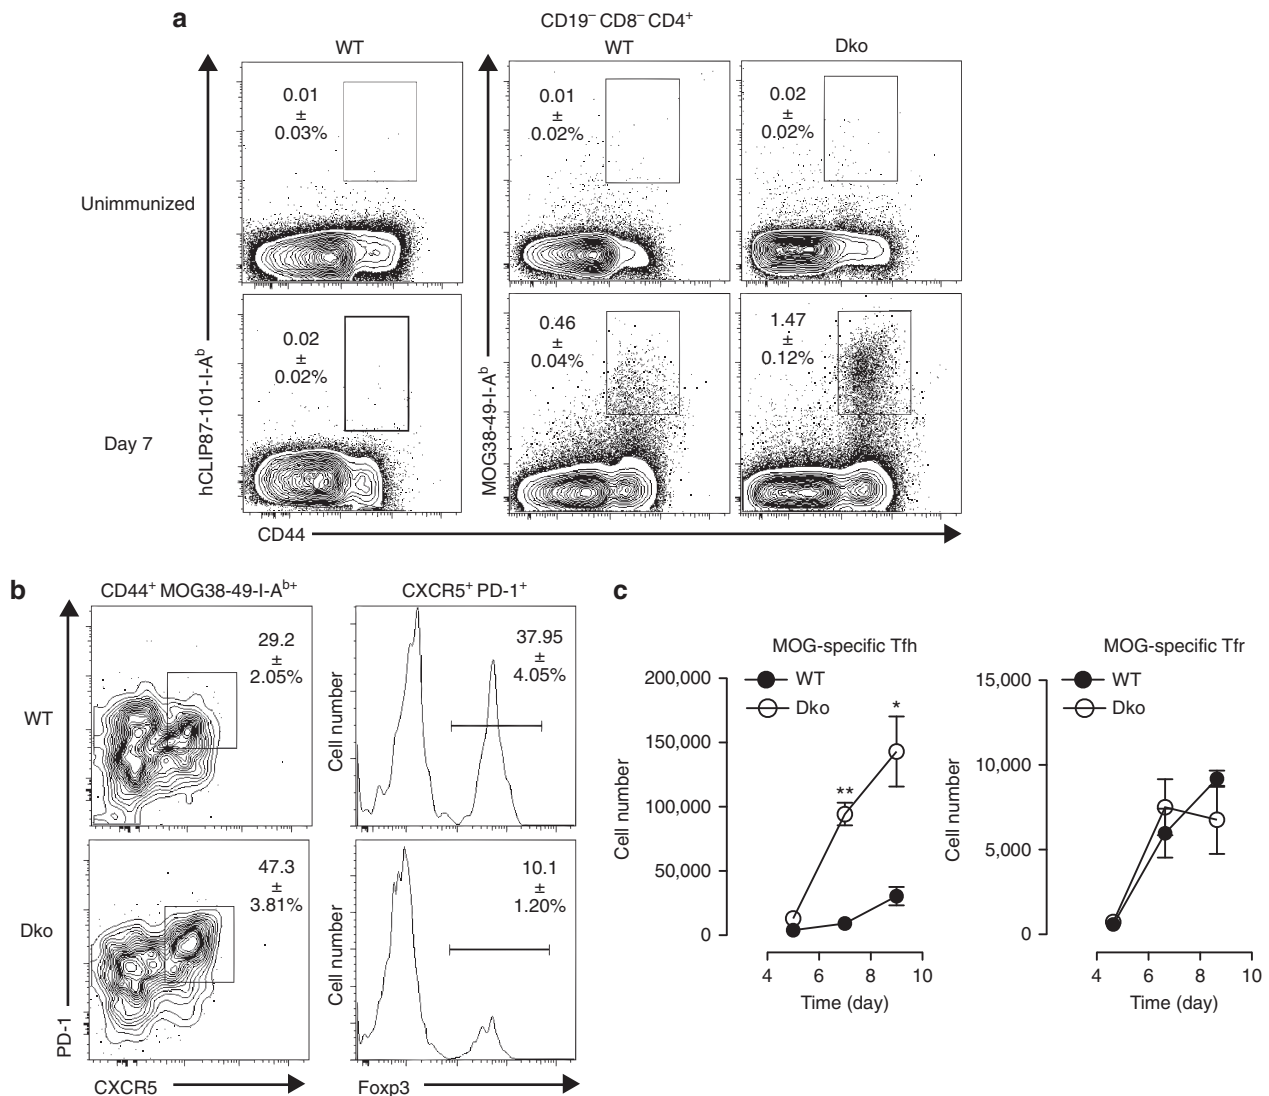 a
CD19⁻ CD8⁻ CD4⁺
WT
WT
Dko
0.01
±
0.03%
0.01
±
0.02%
0.02
±
0.02%
Unimmunized
0.02
±
0.02%
0.46
±
0.04%
1.47
±
0.12%
Day 7
hCLIP87-101-I-Aᵇ
MOG38-49-I-Aᵇ
CD44
b
CD44⁺ MOG38-49-I-Aᵇ⁺
CXCR5⁺ PD-1⁺
WT
29.2
±
2.05%
Cell number
37.95
±
4.05%
Dko
47.3
±
3.81%
Cell number
10.1
±
1.20%
PD-1
CXCR5
Foxp3
c
MOG-specific Tfh
WT
Dko
200,000
150,000
100,000
50,000
0
Cell number
**
*
4 6 8 10
Time (day)
MOG-specific Tfr
WT
Dko
15,000
10,000
5,000
0
Cell number
4 6 8 10
Time (day)